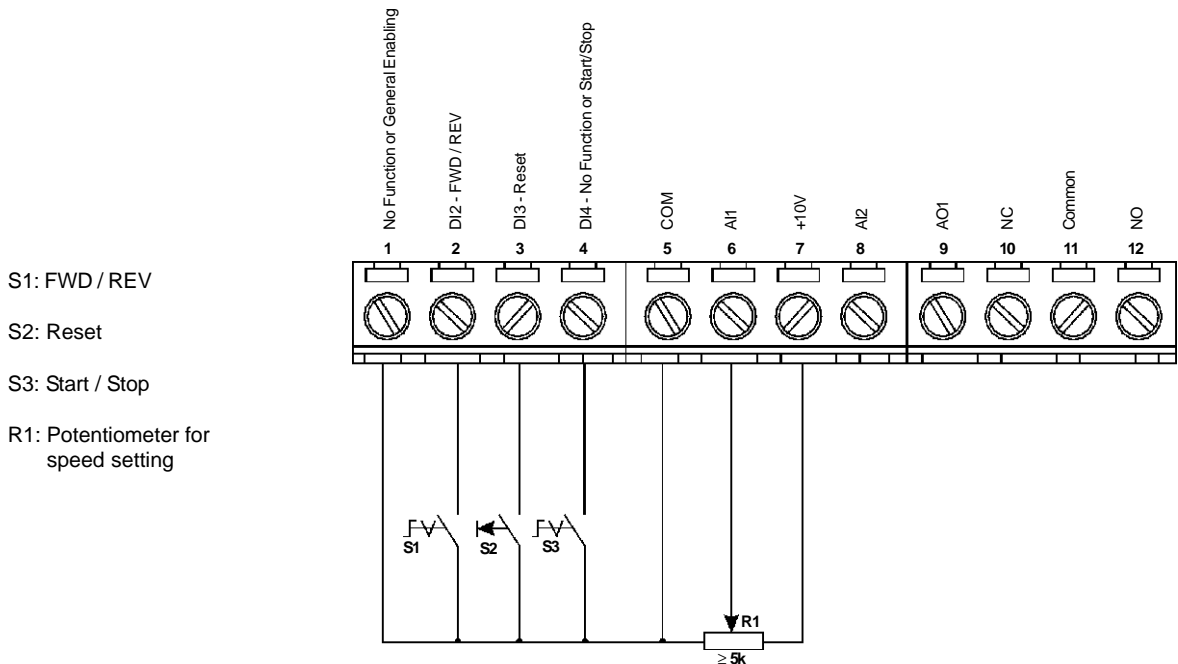 No Function or General Enabling
DI2 - FWD / REV
DI3 - Reset
DI4 - No Function or Start/Stop
COM
AI1
+10V
AI2
AO1
NC
Common
NO
1 2 3 4 5 6 7 8 9 10 11 12
S1: FWD / REV
S2: Reset
S3: Start / Stop
R1: Potentiometer for
speed setting
S1 S2 S3
R1
≥ 5k